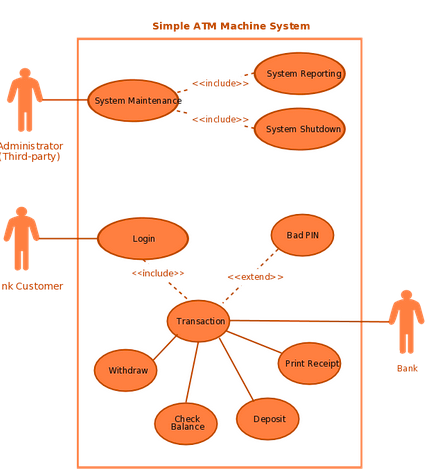 Simple ATM Machine System
System Reporting
<<include>>
System Maintenance
<<include>>
System Shutdown
Administrator
(Third-party)
Login
Bad PIN
<<include>>
<<extend>>
nk Customer
Transaction
Bank
Withdraw
Print Receipt
Check
Balance
Deposit